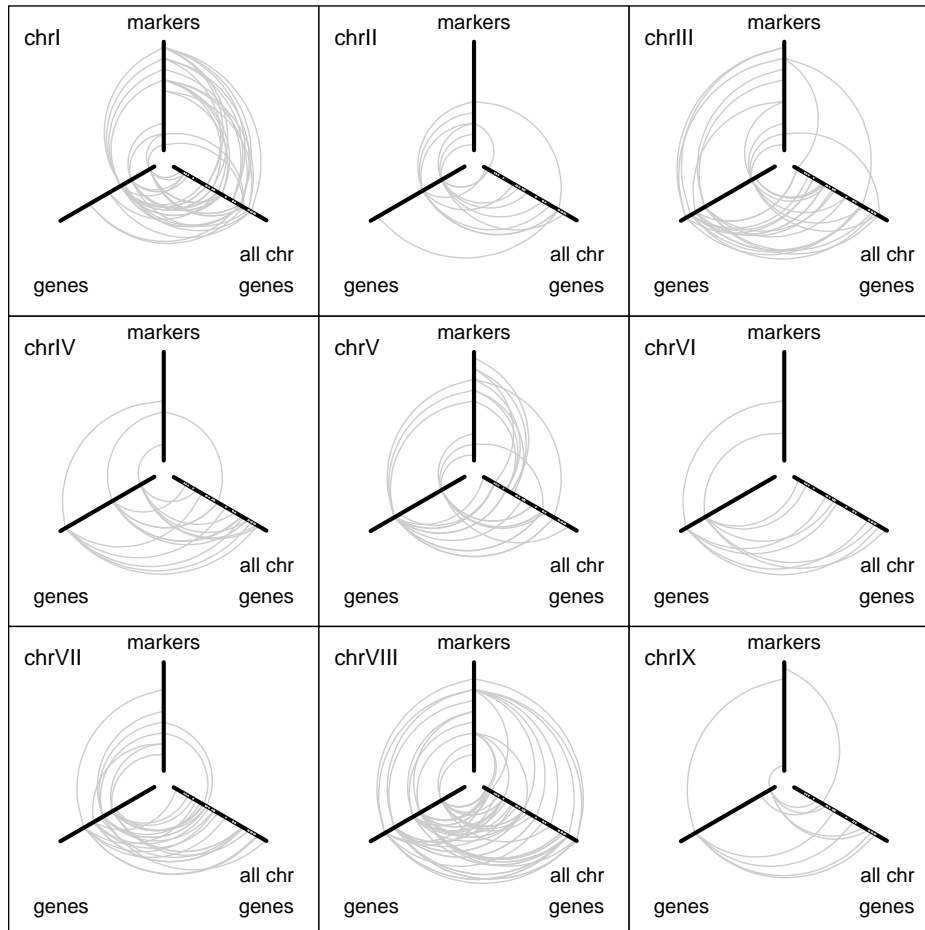 chrI
markers
all chr
genes
genes
chrII
markers
all chr
genes
genes
chrIII
markers
all chr
genes
genes
chrIV
markers
all chr
genes
genes
chrV
markers
all chr
genes
genes
chrVI
markers
all chr
genes
genes
chrVII
markers
all chr
genes
genes
chrVIII
markers
all chr
genes
genes
chrIX
markers
all chr
genes
genes